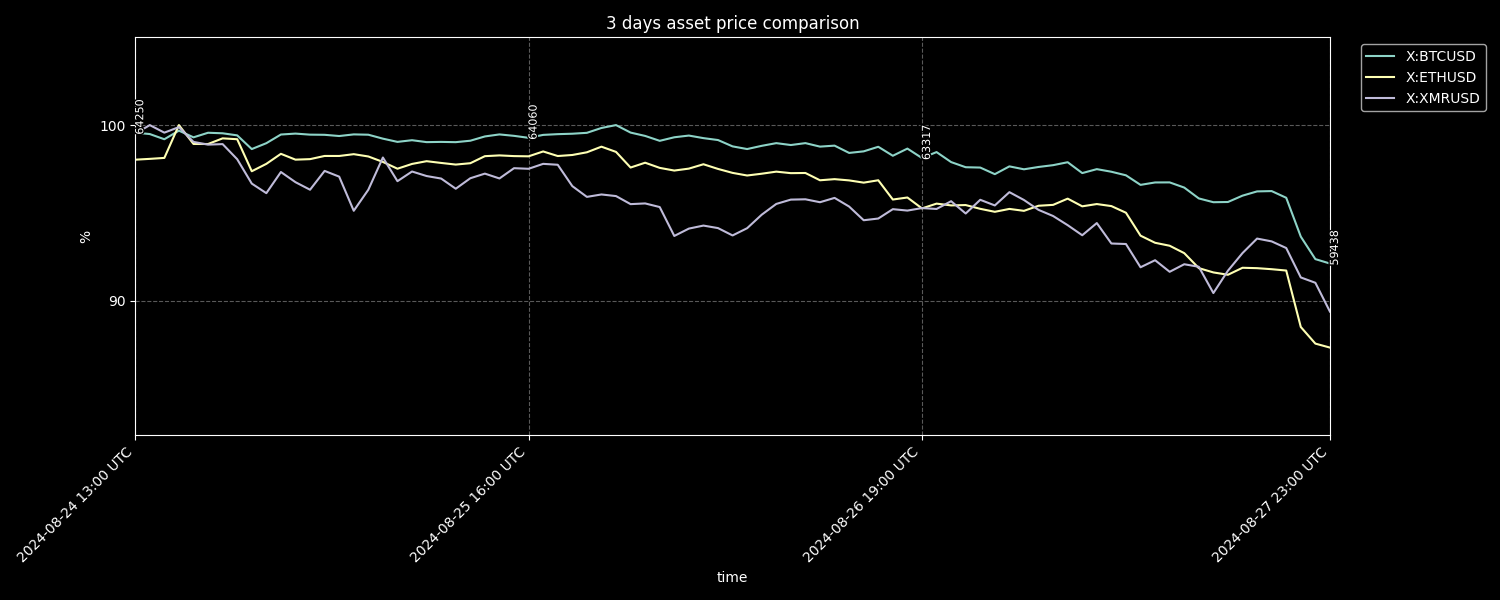 3 days asset price comparison
X:BTCUSD
X:ETHUSD
X:XMRUSD
64250
64060
63317
59438
100
90
%
2024-08-24 13:00 UTC
2024-08-25 16:00 UTC
2024-08-26 19:00 UTC
2024-08-27 23:00 UTC
time